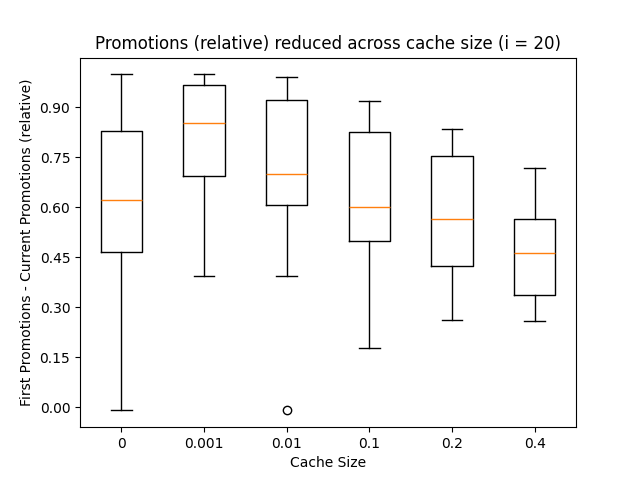 Promotions (relative) reduced across cache size (i = 20)
First Promotions - Current Promotions (relative)
0.90
0.75
0.60
0.45
0.30
0.15
0.00
0 0.001 0.01 0.1 0.2 0.4
Cache Size